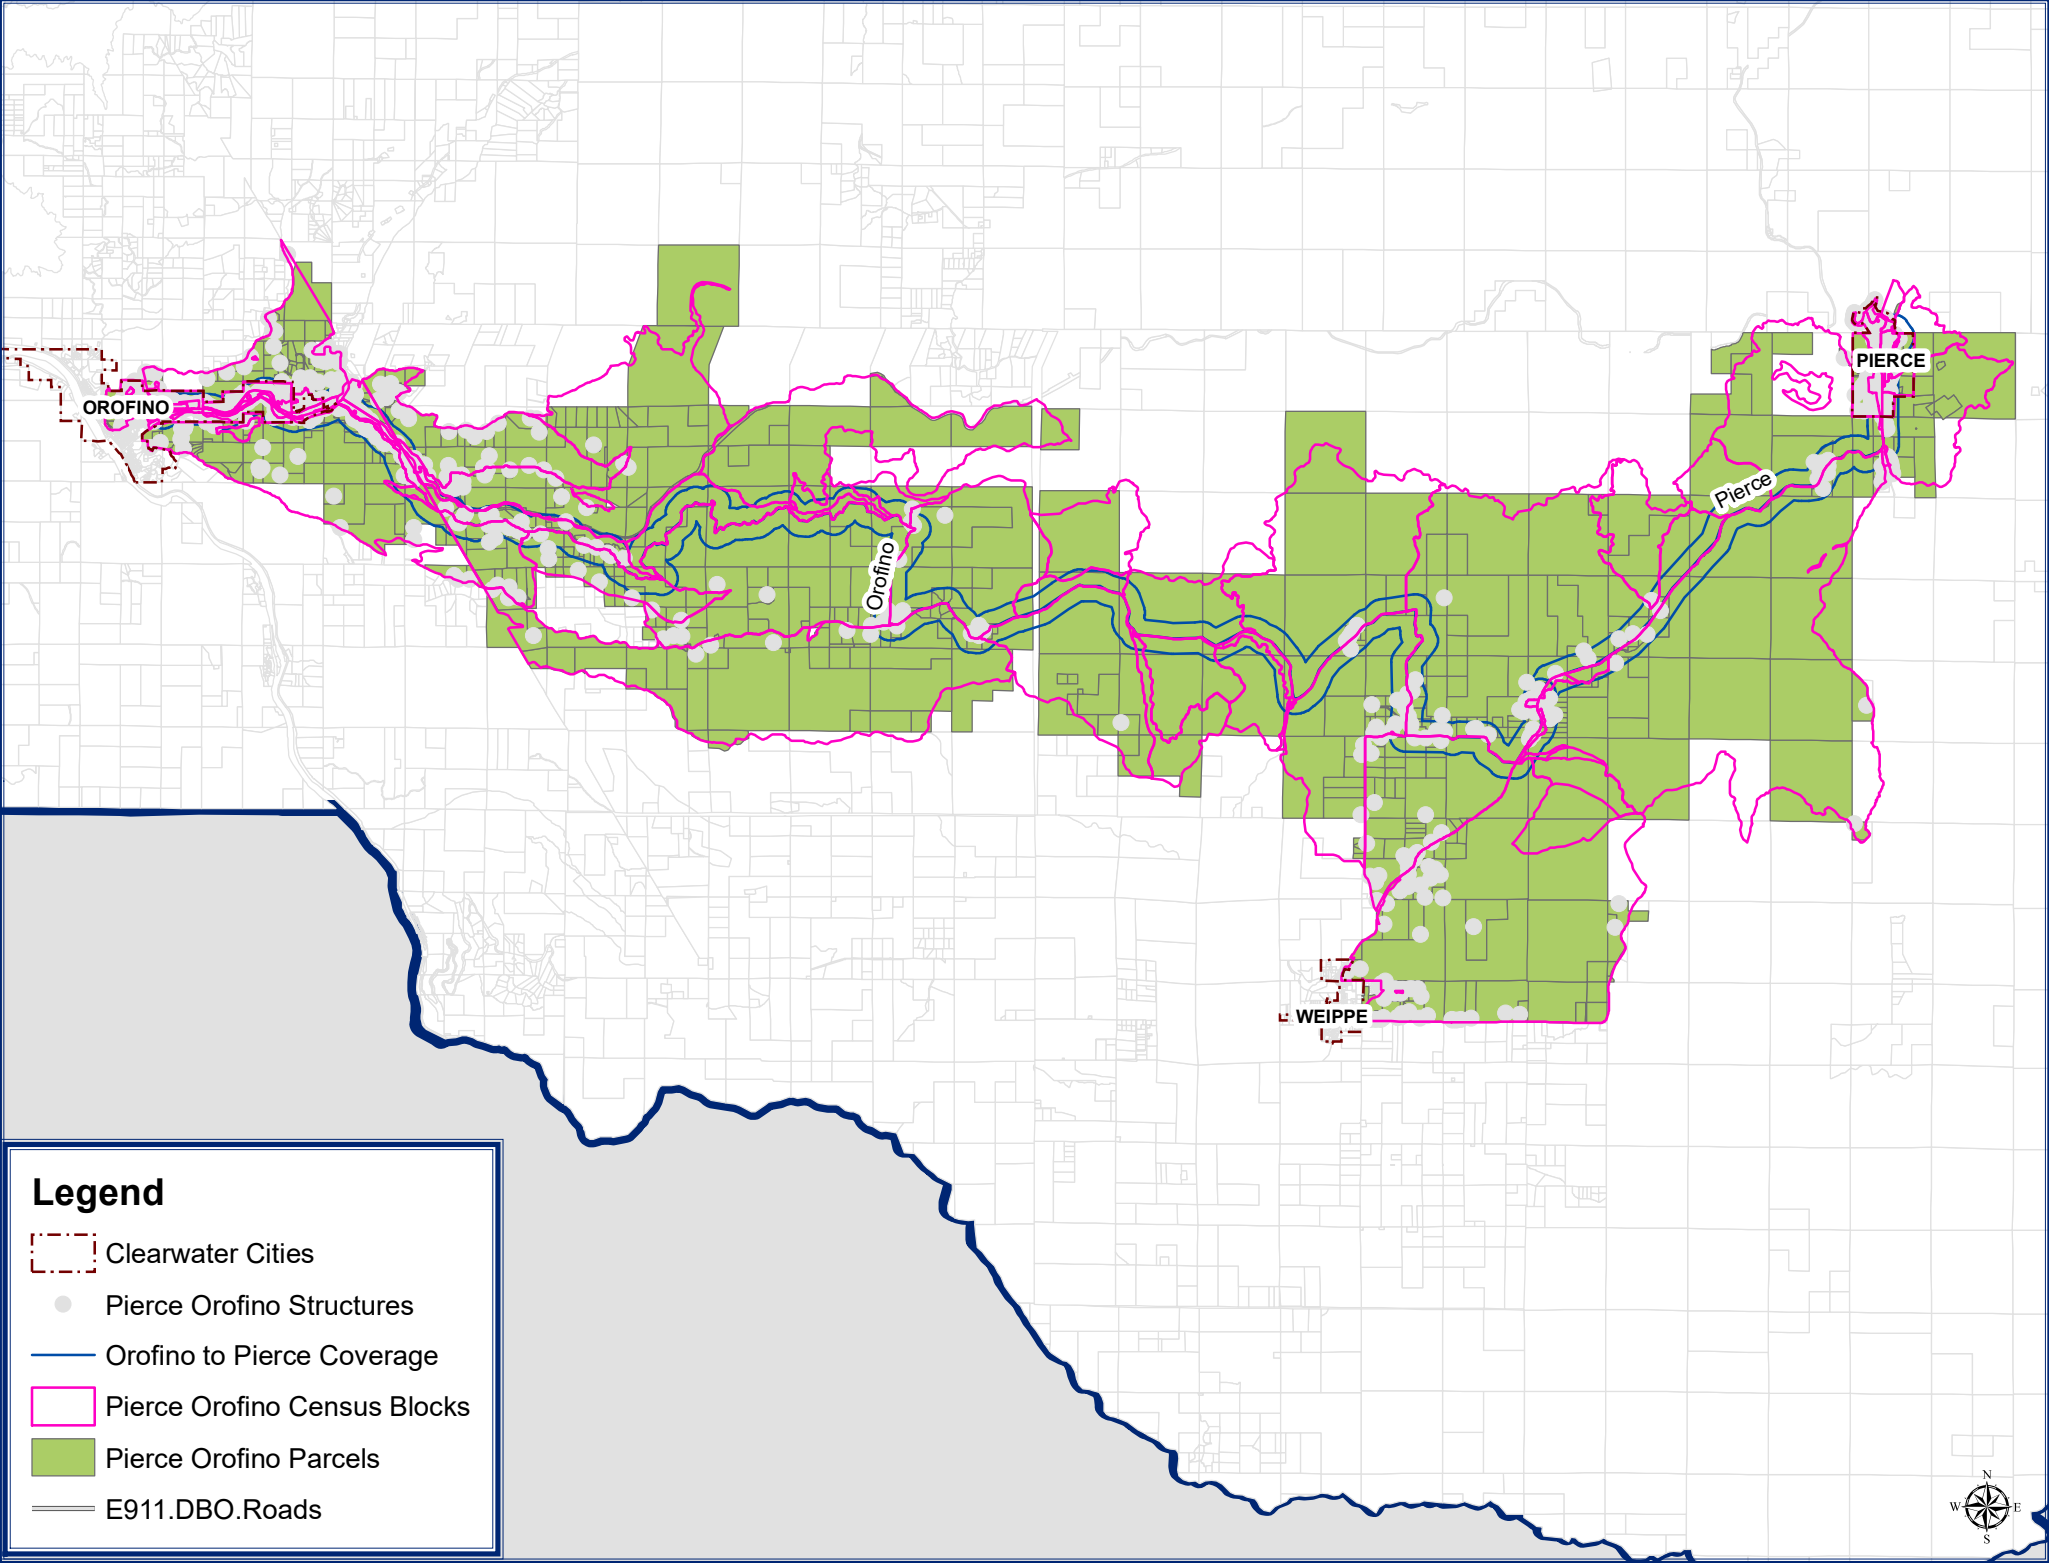 PIERCE
OROFINO
Pierce
Orofino
WEIPPE
Legend
Clearwater Cities
Pierce Orofino Structures
Orofino to Pierce Coverage
Pierce Orofino Census Blocks
Pierce Orofino Parcels
E911.DBO.Roads
N
W E
S